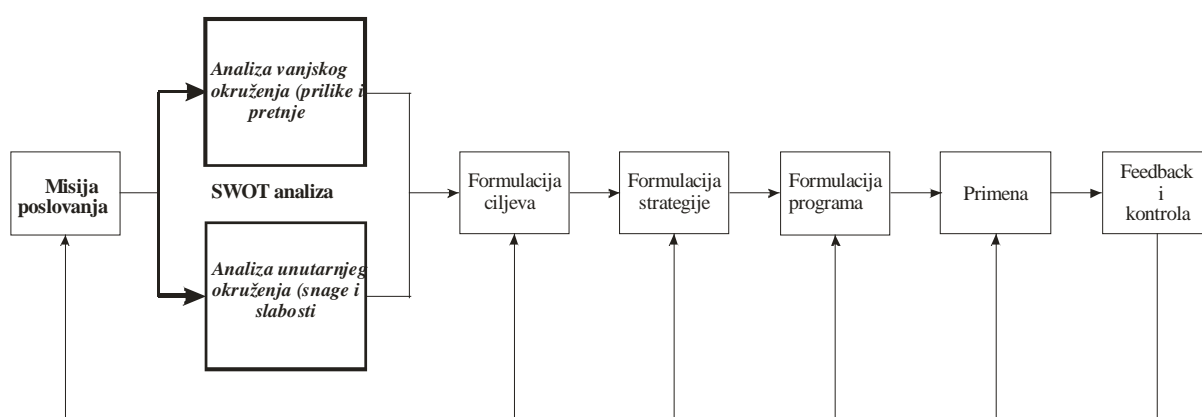 Analiza vanjskog
okruženja (prilike i
pretnje
Misija
poslovanja
SWOT analiza
Analiza unutarnjeg
okruženja (snage i
slabosti
Formulacija
ciljeva
Formulacija
strategije
Formulacija
programa
Primena
Feedback
i
kontrola